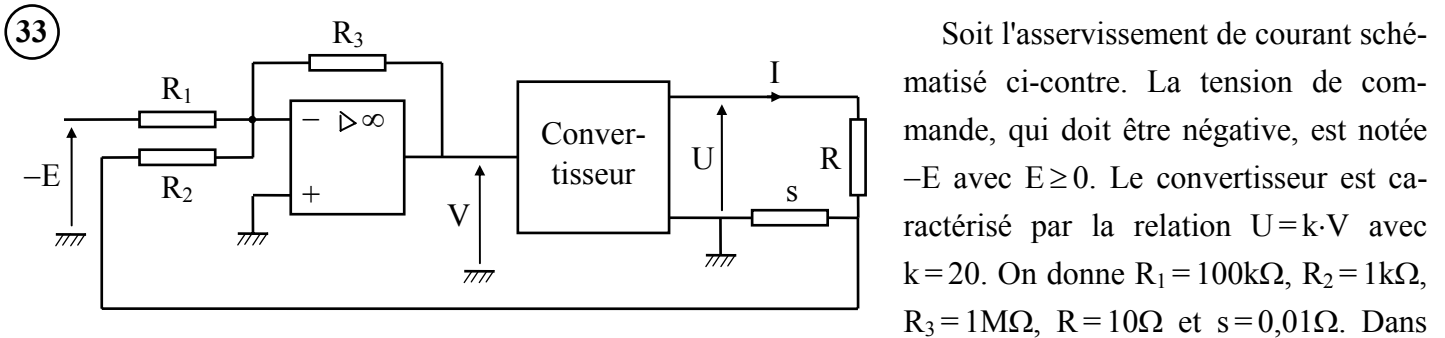 33
R3
R1
R2
–E
▷∞
–
+
V
Conver-
tisseur
U
I
R
s
Soit l'asservissement de courant sché-
matisé ci-contre. La tension de com-
mande, qui doit être négative, est notée
–E avec E ≥ 0. Le convertisseur est ca-
ractérisé par la relation U = k·V avec
k = 20. On donne R₁ = 100kΩ, R₂ = 1kΩ,
R₃ = 1MΩ, R = 10Ω et s = 0,01Ω. Dans